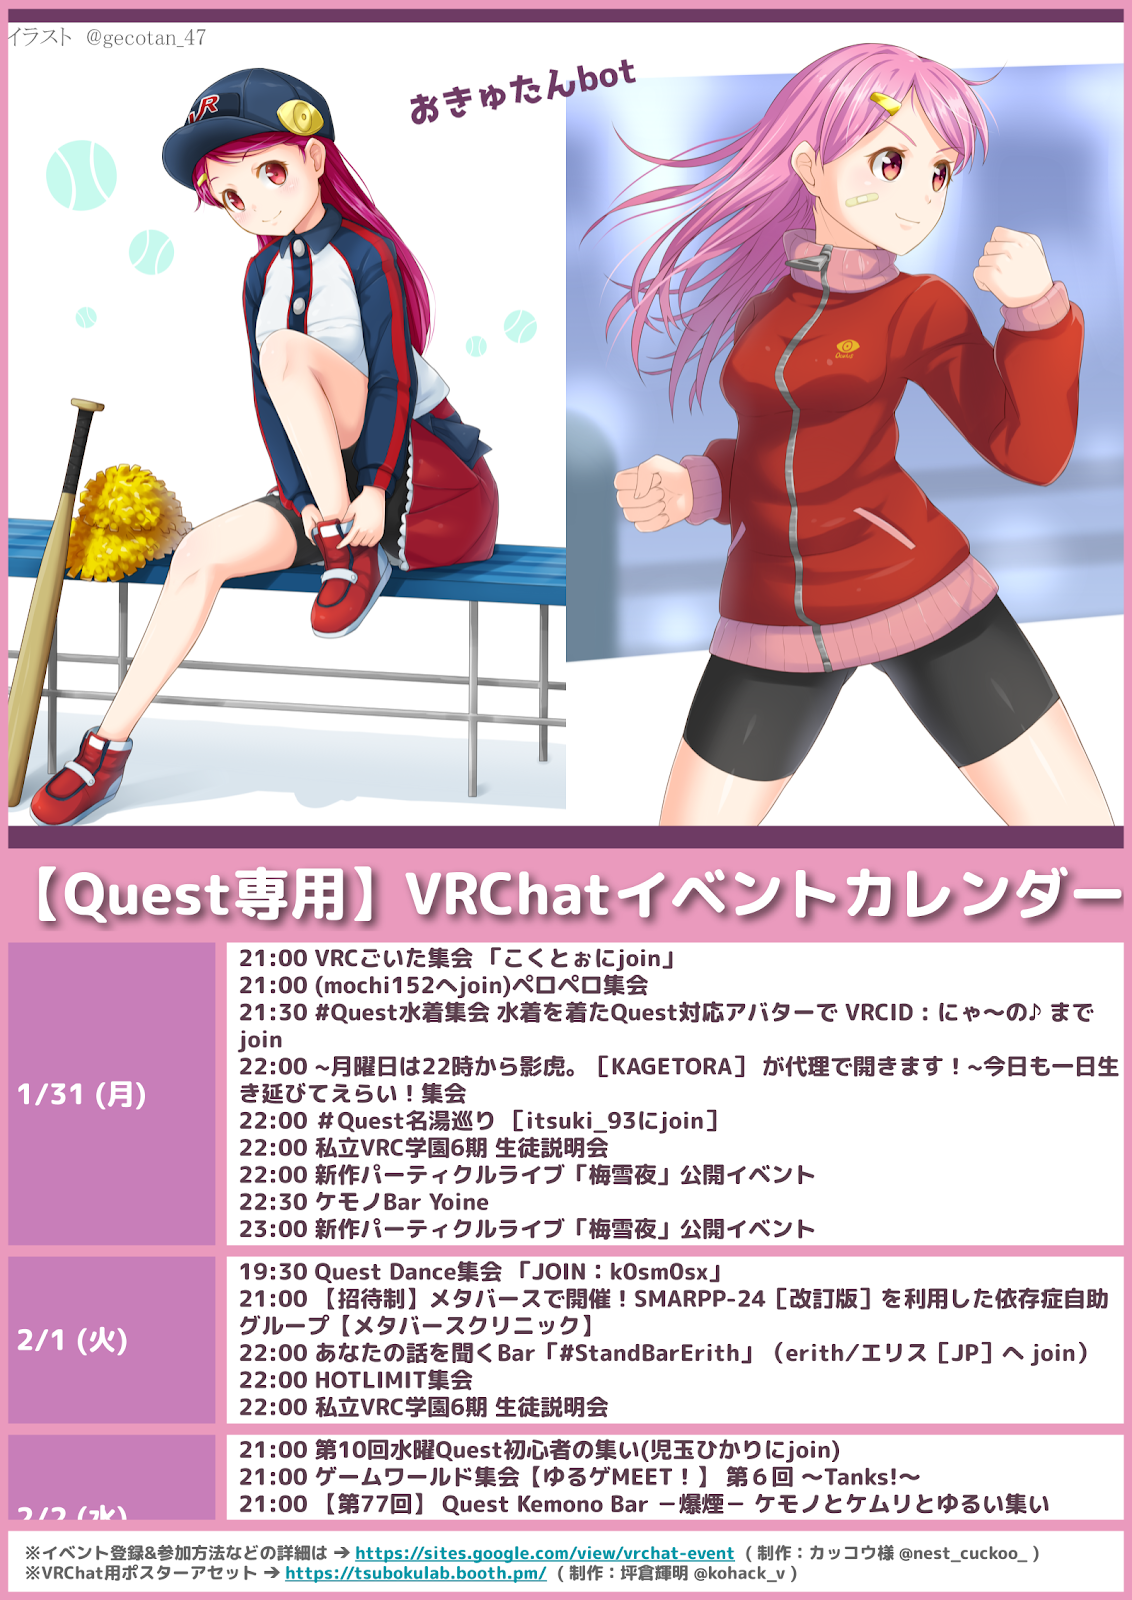 イラスト @gecotan_47
おきゅたんbot
VR
Quest
【Quest専用】VRChatイベントカレンダー
1/31 (月)
21:00 VRCごいた集会 「こくとぉにjoin」
21:00 (mochi152へjoin)ペロペロ集会
21:30 #Quest水着集会 水着を着たQuest対応アバターで VRCID：にゃ～の♪ まで
join
22:00 ~月曜日は22時から影虎。［KAGETORA］ が代理で開きます！~今日も一日生
き延びてえらい！集会
22:00 ＃Quest名湯巡り ［itsuki_93にjoin］
22:00 私立VRC学園6期 生徒説明会
22:00 新作パーティクルライブ「梅雪夜」公開イベント
22:30 ケモノBar Yoine
23:00 新作パーティクルライブ「梅雪夜」公開イベント
2/1 (火)
19:30 Quest Dance集会 「JOIN：k0sm0sx」
21:00 【招待制】メタバースで開催！SMARPP-24［改訂版］を利用した依存症自助
グループ【メタバースクリニック】
22:00 あなたの話を聞くBar「#StandBarErith」（erith/エリス［JP］へ join）
22:00 HOTLIMIT集会
22:00 私立VRC学園6期 生徒説明会
2/2 (水)
21:00 第10回水曜Quest初心者の集い(児玉ひかりにjoin)
21:00 ゲームワールド集会【ゆるゲMEET！】 第６回 ～Tanks!～
21:00 【第77回】 Quest Kemono Bar －爆煙－ ケモノとケムリとゆるい集い
※イベント登録&参加方法などの詳細は → https://sites.google.com/view/vrchat-event （ 制作：カッコウ様 @nest_cuckoo_ ）
※VRChat用ポスターアセット → https://tsubokulab.booth.pm/ （ 制作：坪倉輝明 @kohack_v ）